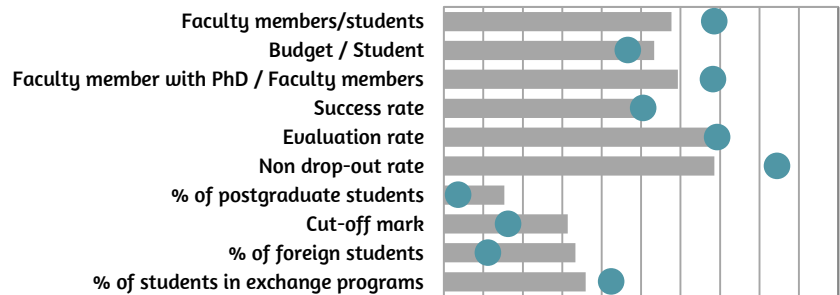 Faculty members/students
Budget / Student
Faculty member with PhD / Faculty members
Success rate
Evaluation rate
Non drop-out rate
% of postgraduate students
Cut-off mark
% of foreign students
% of students in exchange programs